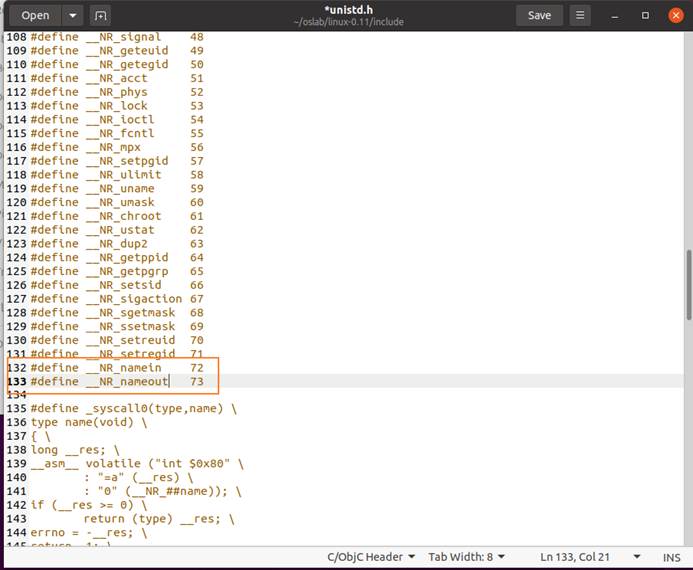 Open
*unistd.h
~/oslab/linux-0.11/include
Save
108 #define __NR_signal 48
109 #define __NR_geteuid 49
110 #define __NR_getegid 50
111 #define __NR_acct 51
112 #define __NR_phys 52
113 #define __NR_lock 53
114 #define __NR_ioctl 54
115 #define __NR_fcntl 55
116 #define __NR_mpx 56
117 #define __NR_setpgid 57
118 #define __NR_ulimit 58
119 #define __NR_uname 59
120 #define __NR_umask 60
121 #define __NR_chroot 61
122 #define __NR_ustat 62
123 #define __NR_dup2 63
124 #define __NR_getppid 64
125 #define __NR_getpgrp 65
126 #define __NR_setsid 66
127 #define __NR_sigaction 67
128 #define __NR_sgetmask 68
129 #define __NR_ssetmask 69
130 #define __NR_setreuid 70
131 #define __NR_setregid 71
132 #define __NR_namein 72
133 #define __NR_nameout 73
134
135 #define _syscall0(type,name) \
136 type name(void) \
137 { \
138 long __res; \
139 __asm__ volatile ("int $0x80" \
140 : "=a" (__res) \
141 : "0" (__NR_##name)); \
142 if (__res >= 0) \
143 return (type) __res; \
144 errno = -__res; \
145 return -1; \
C/ObjC Header Tab Width: 8 Ln 133, Col 21 INS